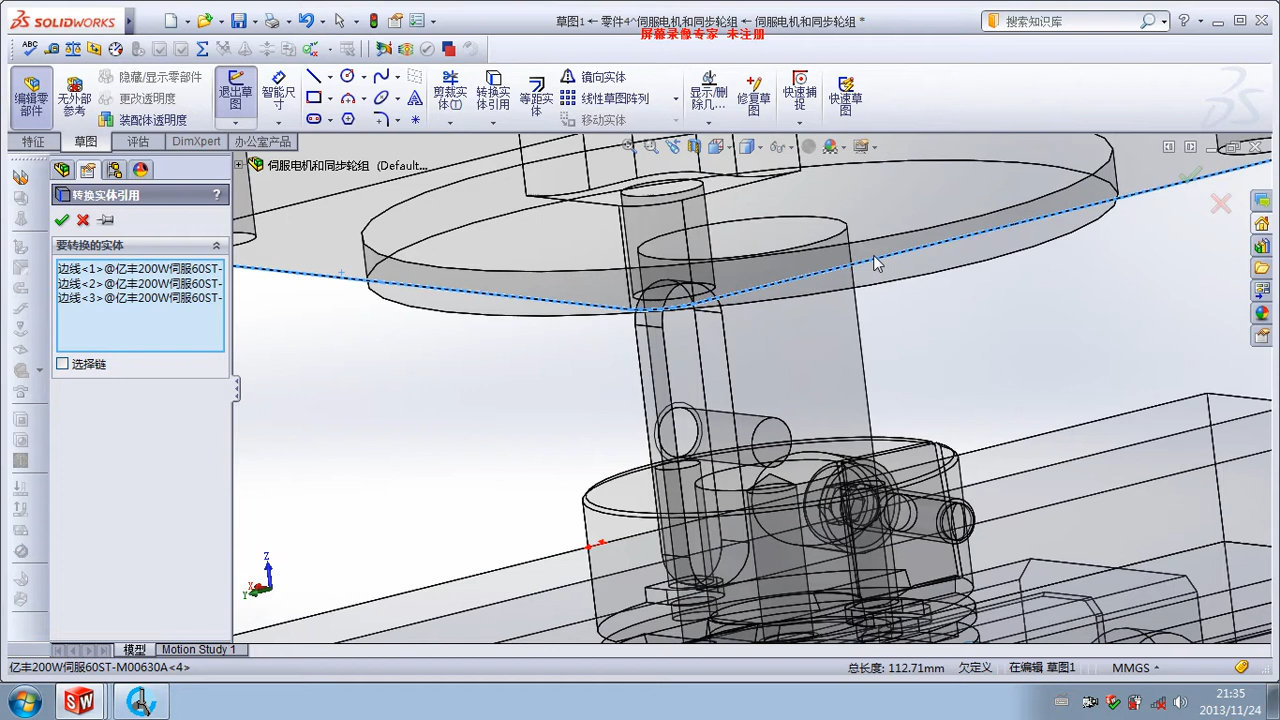 SOLIDWORKS
草图1 ← 零件4^伺服电机和同步轮组 ← 伺服电机和同步轮组 *
搜索知识库
屏幕录像专家 未注册
ABC
编辑零部件
无外部参考
隐藏/显示零部件
更改透明度
装配体透明度
退出草图
智能尺寸
剪裁实体(T)
转换实体引用
等距实体
镜向实体
线性草图阵列
移动实体
显示/删除几...
修复草图
快速捕捉
快速草图
特征
草图
评估
DimXpert
办公室产品
伺服电机和同步轮组 (Default...
转换实体引用
?
要转换的实体
边线<1>@亿丰200W伺服60ST-
边线<2>@亿丰200W伺服60ST-
边线<3>@亿丰200W伺服60ST-
选择链
Z
X
Y
模型
Motion Study 1
亿丰200W伺服60ST-M00630A<4>
总长度: 112.71mm
欠定义
在编辑 草图1
MMGS
SW
21:35
2013/11/24